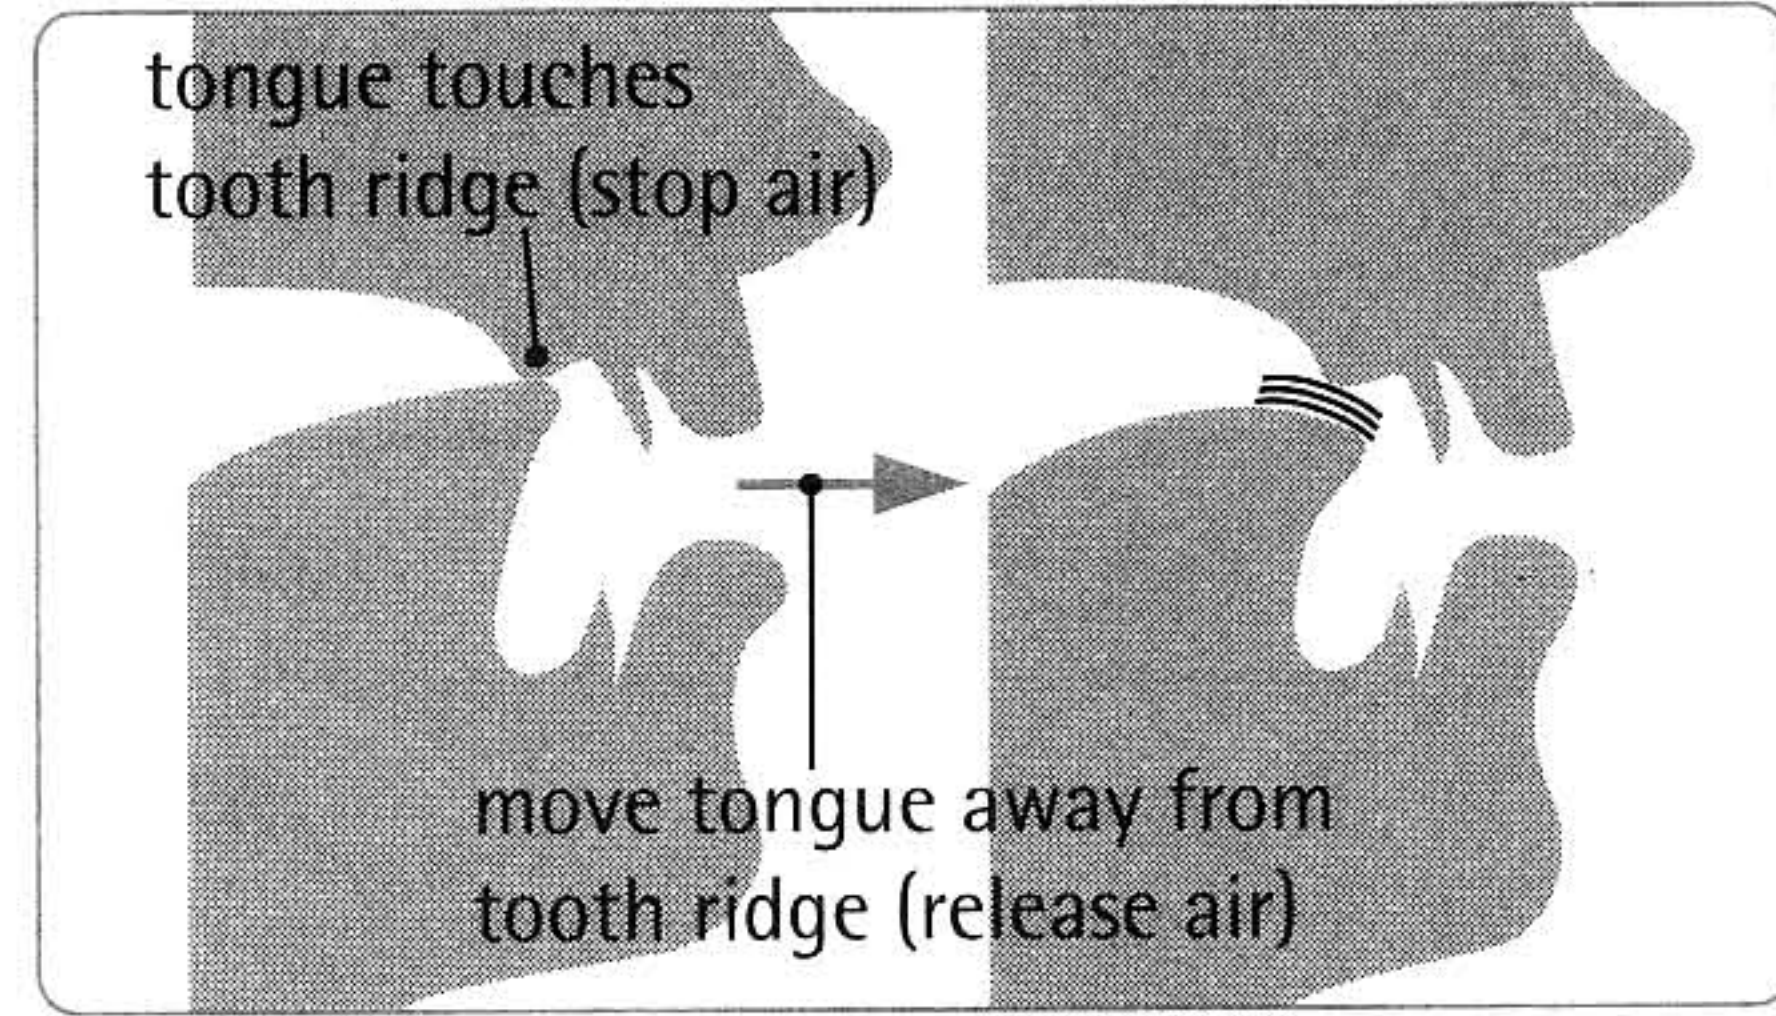 tongue touches
tooth ridge (stop air)
move tongue away from
tooth ridge (release air)